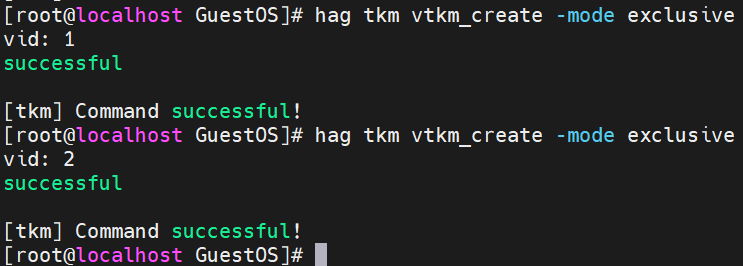 [root@localhost GuestOS]# hag tkm vtkm_create -mode exclusive
vid: 1
successful
[tkm] Command successful!
[root@localhost GuestOS]# hag tkm vtkm_create -mode exclusive
vid: 2
successful
[tkm] Command successful!
[root@localhost GuestOS]#